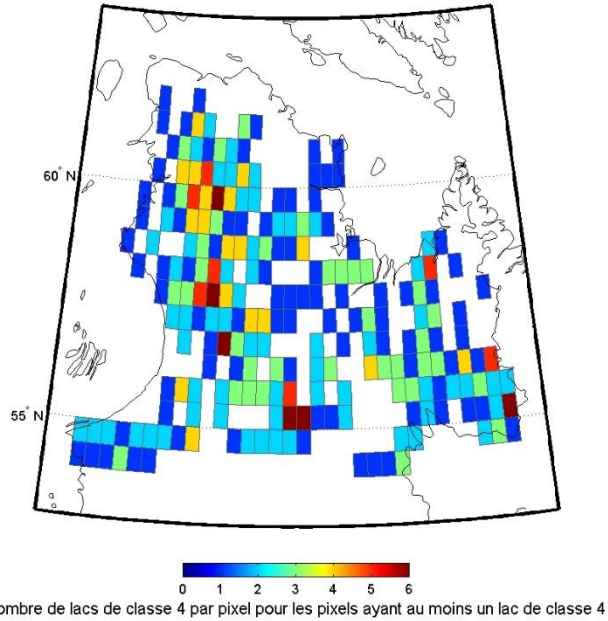 60° N
55° N
0 1 2 3 4 5 6
ombre de lacs de classe 4 par pixel pour les pixels ayant au moins un lac de classe 4